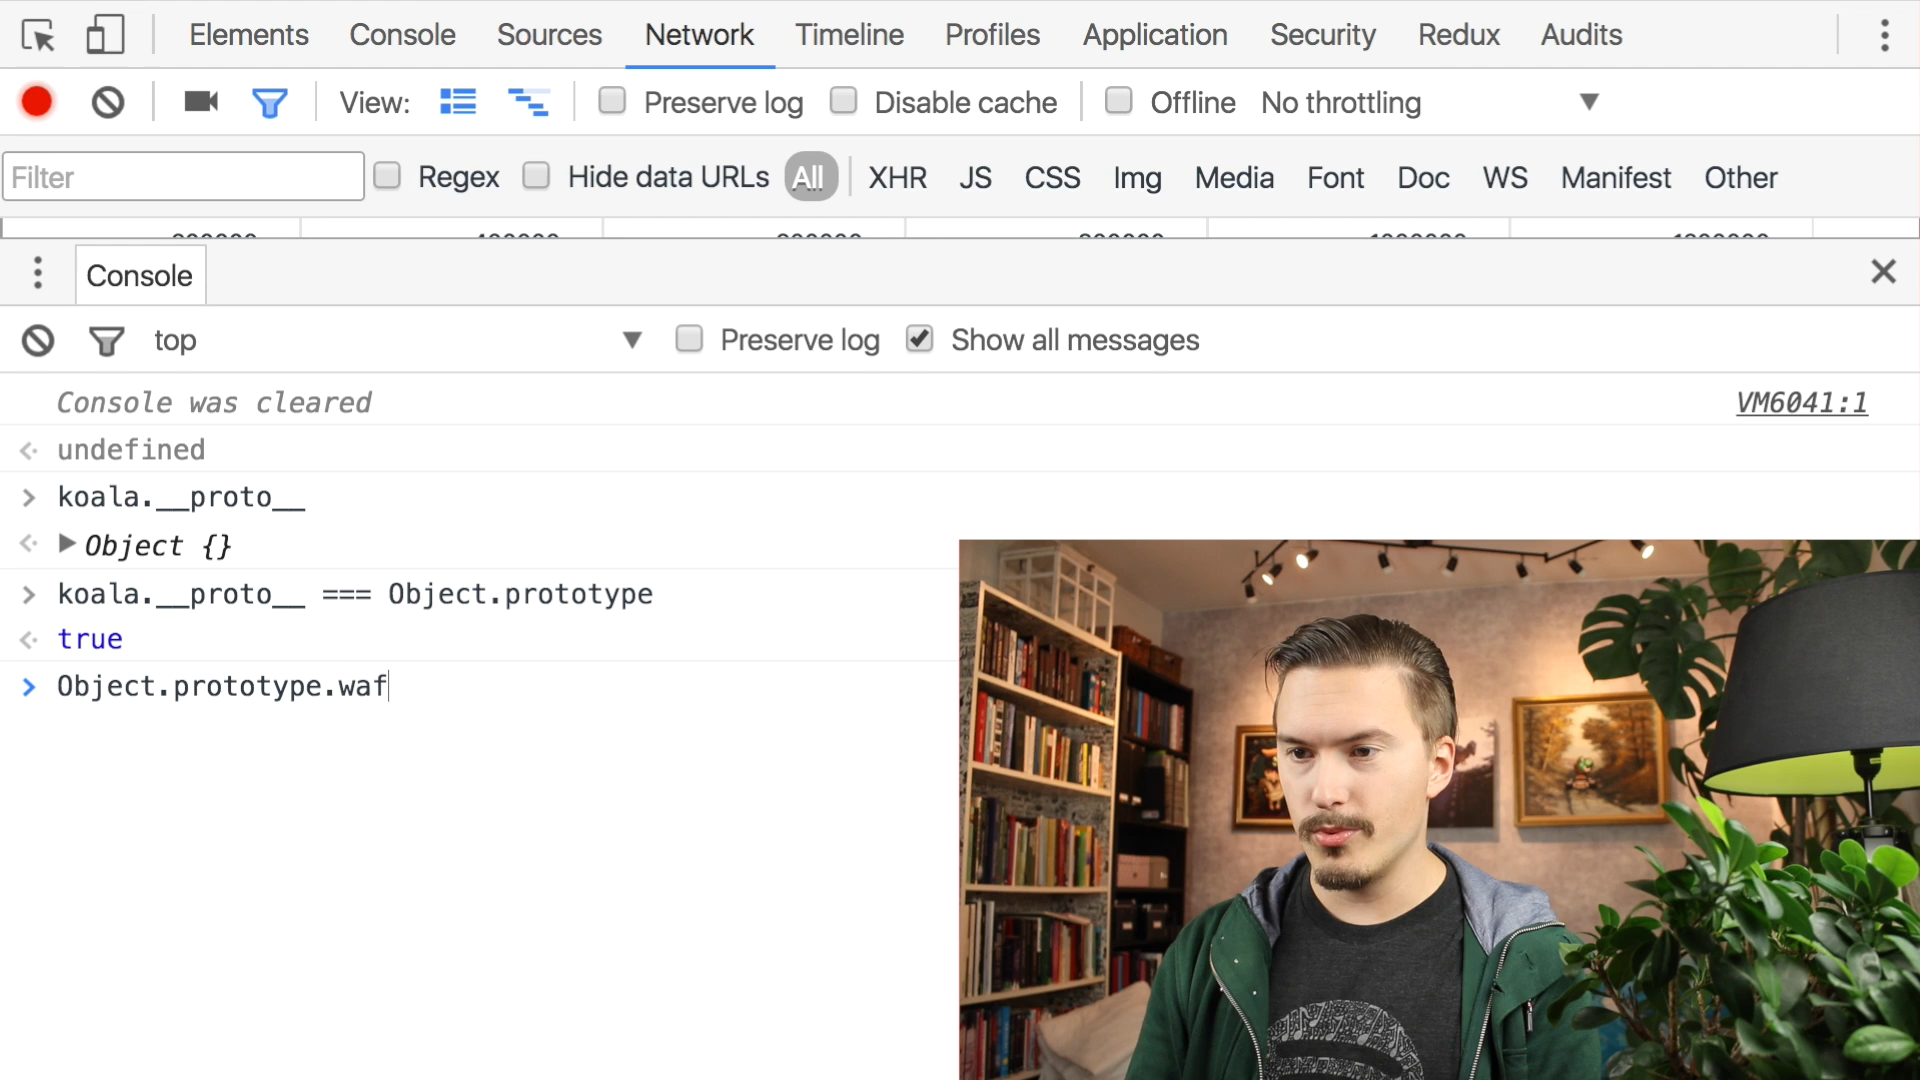 Elements Console Sources Network Timeline Profiles Application Security Redux Audits
View: Preserve log Disable cache Offline No throttling
Filter Regex Hide data URLs All XHR JS CSS Img Media Font Doc WS Manifest Other
Console
top Preserve log Show all messages
Console was cleared VM6041:1
undefined
koala.__proto__
Object {}
koala.__proto__ === Object.prototype
true
Object.prototype.waf